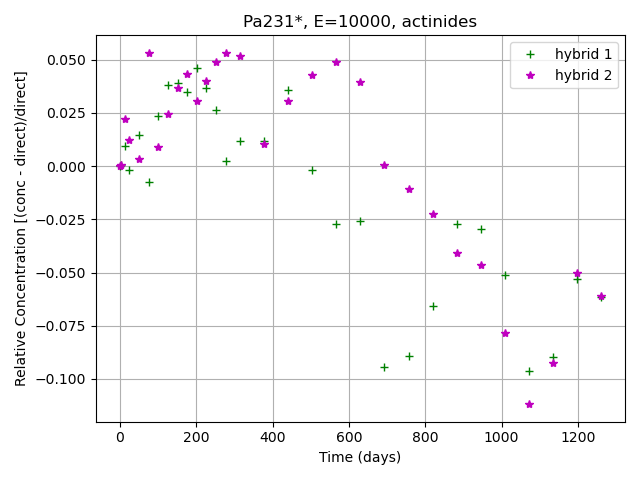 Pa231*, E=10000, actinides
hybrid 1
hybrid 2
0.050
0.025
0.000
−0.025
−0.050
−0.075
−0.100
Relative Concentration [(conc - direct)/direct]
0 200 400 600 800 1000 1200
Time (days)